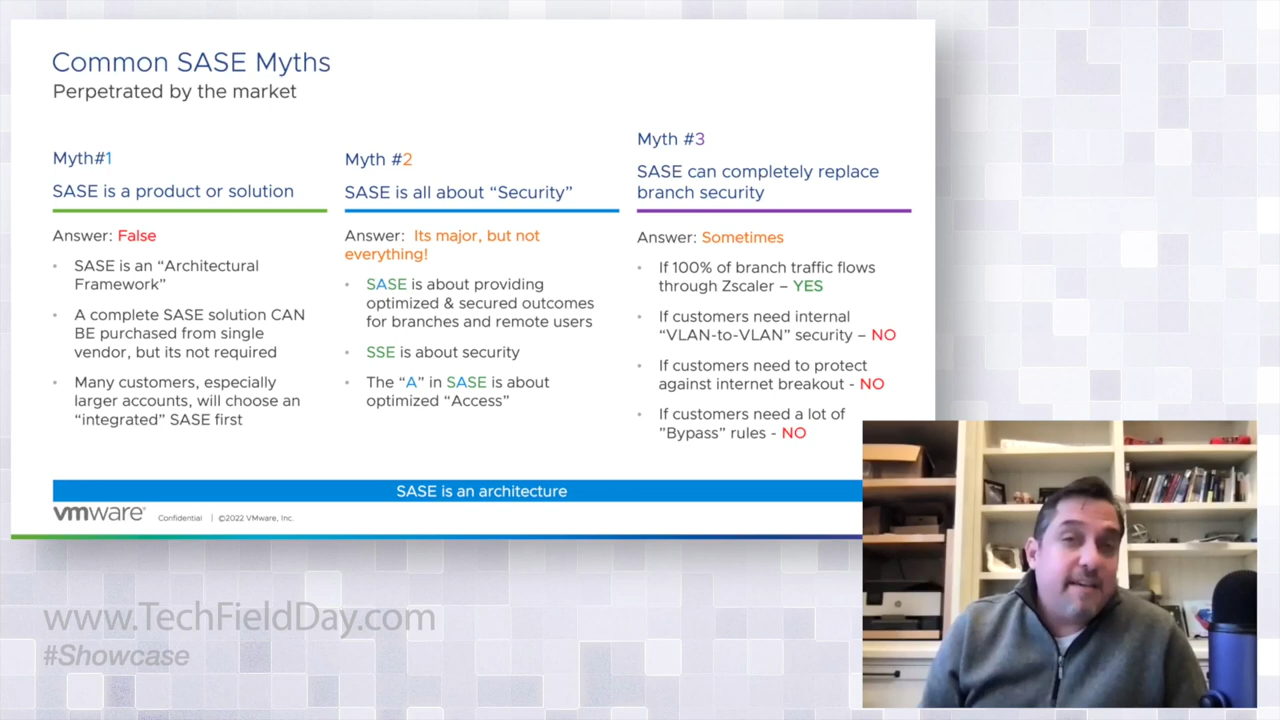 Common SASE Myths
Perpetrated by the market
Myth#1
SASE is a product or solution
Answer: False
• SASE is an “Architectural
Framework”
• A complete SASE solution CAN
BE purchased from single
vendor, but its not required
• Many customers, especially
larger accounts, will choose an
“integrated” SASE first
Myth #2
SASE is all about “Security”
Answer: Its major, but not
everything!
• SASE is about providing
optimized & secured outcomes
for branches and remote users
• SSE is about security
• The “A” in SASE is about
optimized “Access”
Myth #3
SASE can completely replace
branch security
Answer: Sometimes
• If 100% of branch traffic flows
through Zscaler – YES
• If customers need internal
“VLAN-to-VLAN” security – NO
• If customers need to protect
against internet breakout - NO
• If customers need a lot of
”Bypass” rules - NO
SASE is an architecture
vmware® Confidential | ©2022 VMware, Inc.
www.TechFieldDay.com
#Showcase